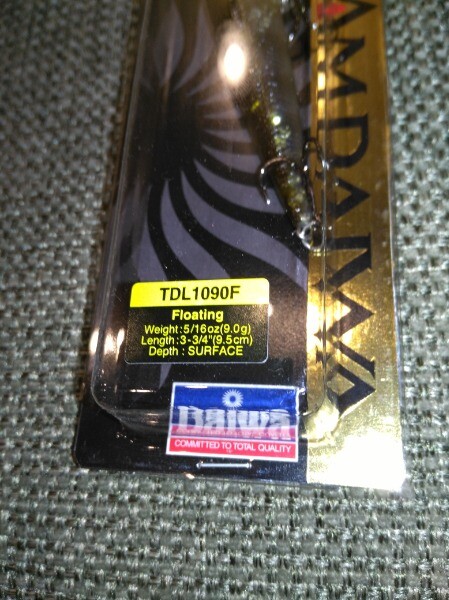 AMDAIWA
TDL1090F
Floating
Weight:5/16oz(9.0g)
Length:3-3/4"(9.5cm)
Depth : SURFACE
Daiwa
COMMITTED TO TOTAL QUALITY